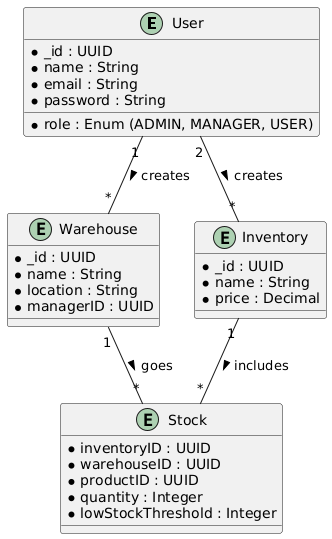 E User
* _id : UUID
* name : String
* email : String
* password : String
* role : Enum (ADMIN, MANAGER, USER)
1 2
creates creates
* *
E Warehouse
* _id : UUID
* name : String
* location : String
* managerID : UUID
E Inventory
* _id : UUID
* name : String
* price : Decimal
1 1
goes includes
* *
E Stock
* inventoryID : UUID
* warehouseID : UUID
* productID : UUID
* quantity : Integer
* lowStockThreshold : Integer